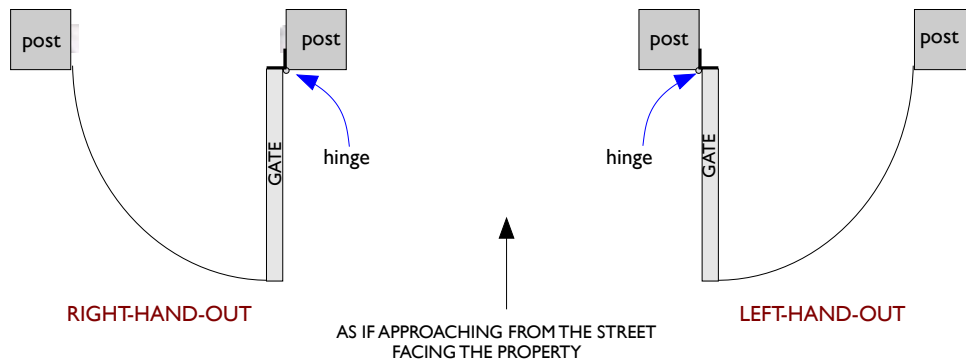 post
post
post
post
hinge
hinge
GATE
GATE
RIGHT-HAND-OUT
LEFT-HAND-OUT
AS IF APPROACHING FROM THE STREET
FACING THE PROPERTY